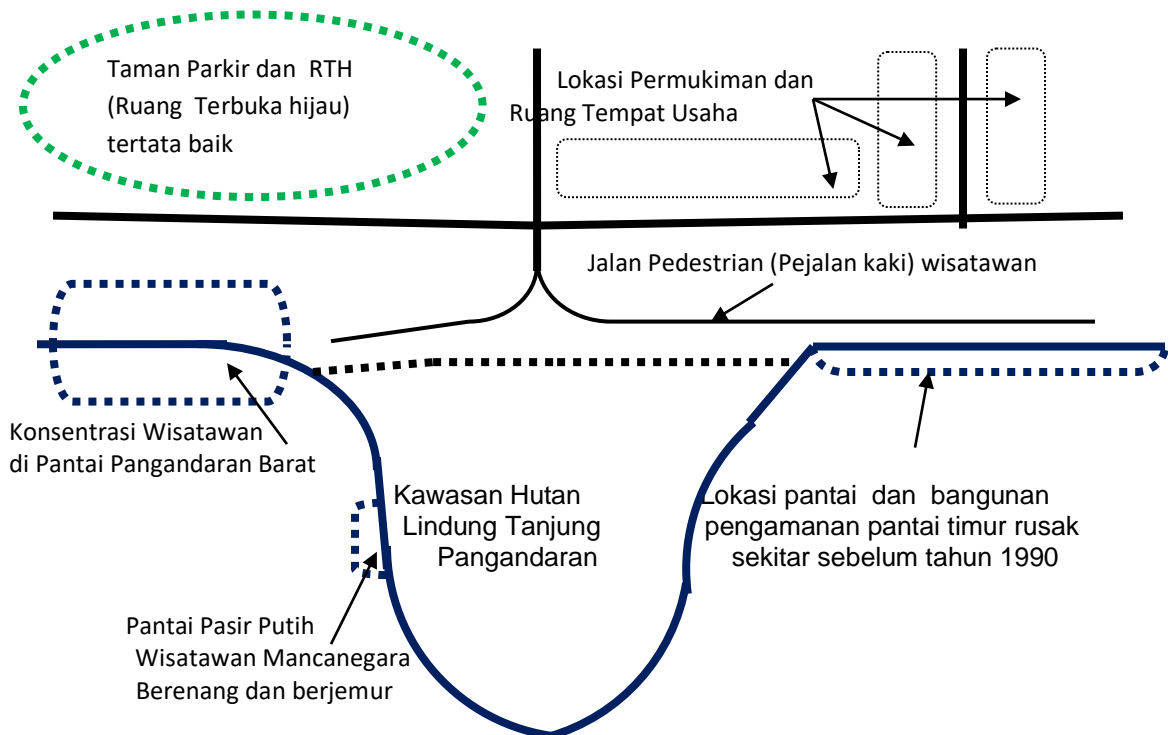 Taman Parkir dan RTH
(Ruang Terbuka hijau)
tertata baik
Lokasi Permukiman dan
Ruang Tempat Usaha
Jalan Pedestrian (Pejalan kaki) wisatawan
Konsentrasi Wisatawan
di Pantai Pangandaran Barat
Kawasan Hutan
Lindung Tanjung
Pangandaran
Lokasi pantai dan bangunan
pengamanan pantai timur rusak
sekitar sebelum tahun 1990
Pantai Pasir Putih
Wisatawan Mancanegara
Berenang dan berjemur